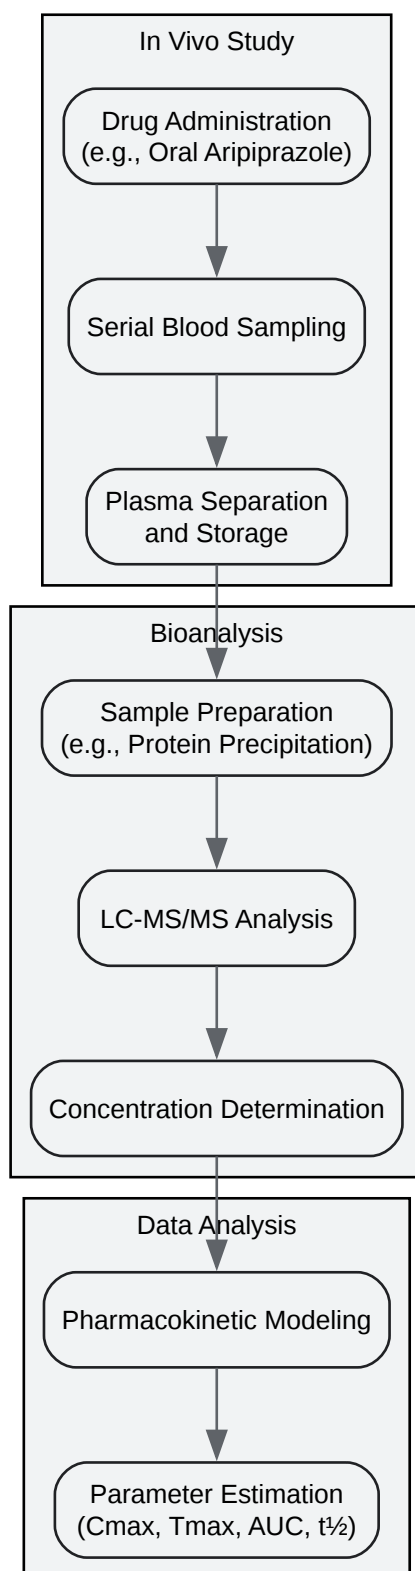 In Vivo Study
Drug Administration
(e.g., Oral Aripiprazole)
Serial Blood Sampling
Plasma Separation
and Storage
Bioanalysis
Sample Preparation
(e.g., Protein Precipitation)
LC-MS/MS Analysis
Concentration Determination
Data Analysis
Pharmacokinetic Modeling
Parameter Estimation
(Cmax, Tmax, AUC, t½)